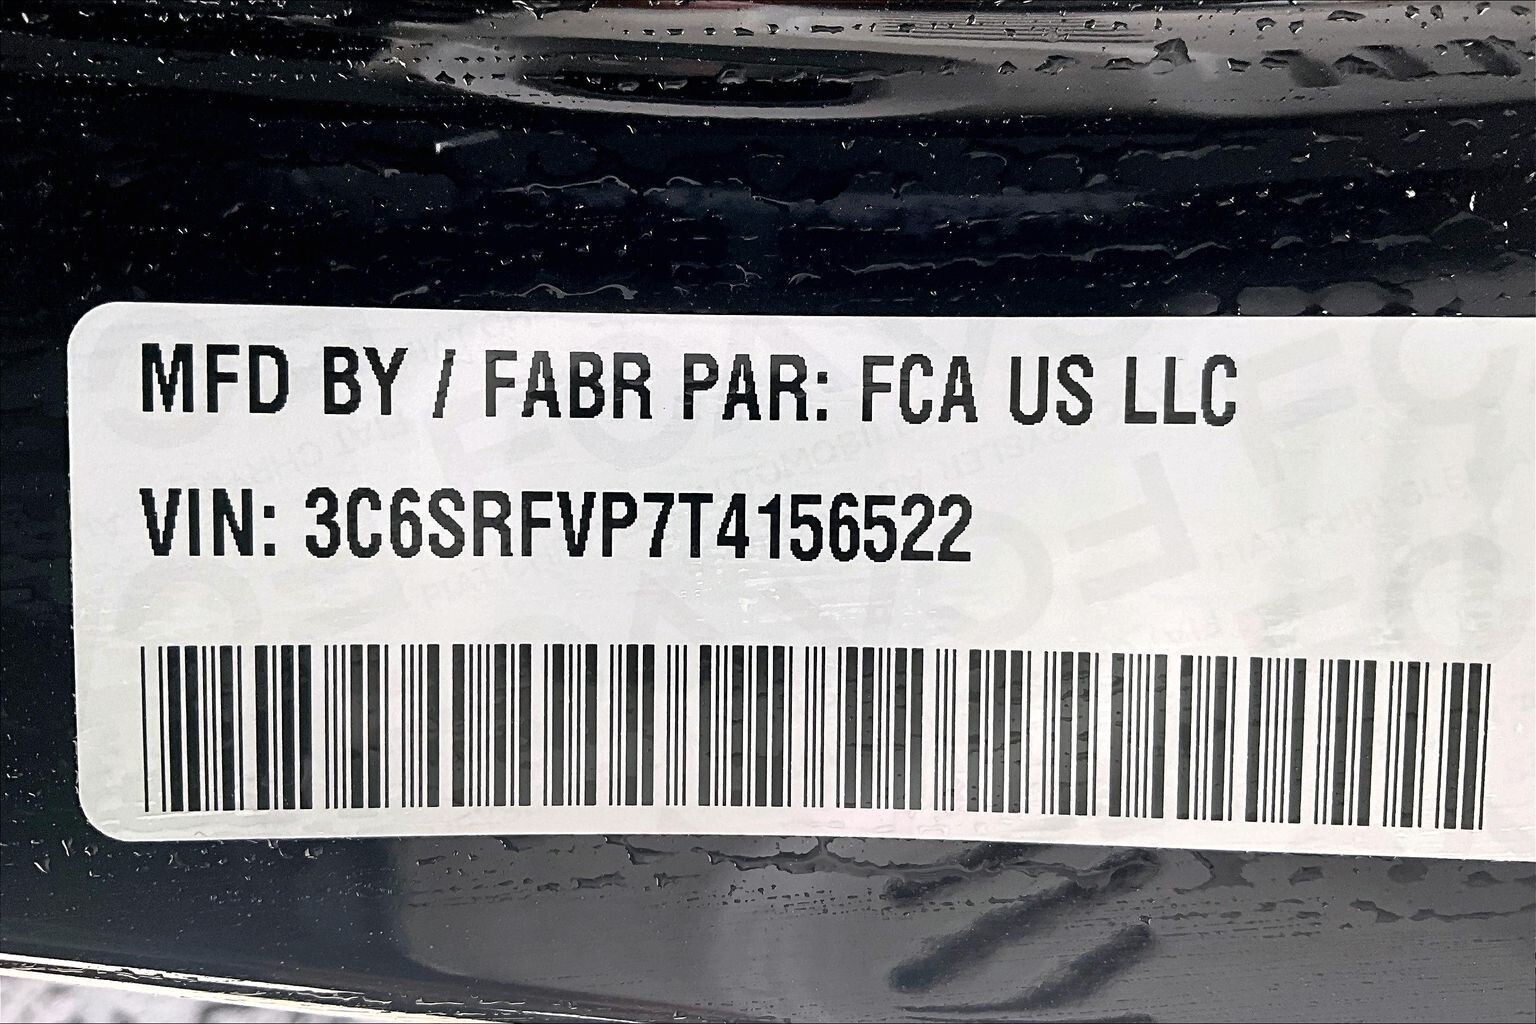 MFD BY / FABR PAR: FCA US LLC
VIN: 3C6SRFVP7T4156522